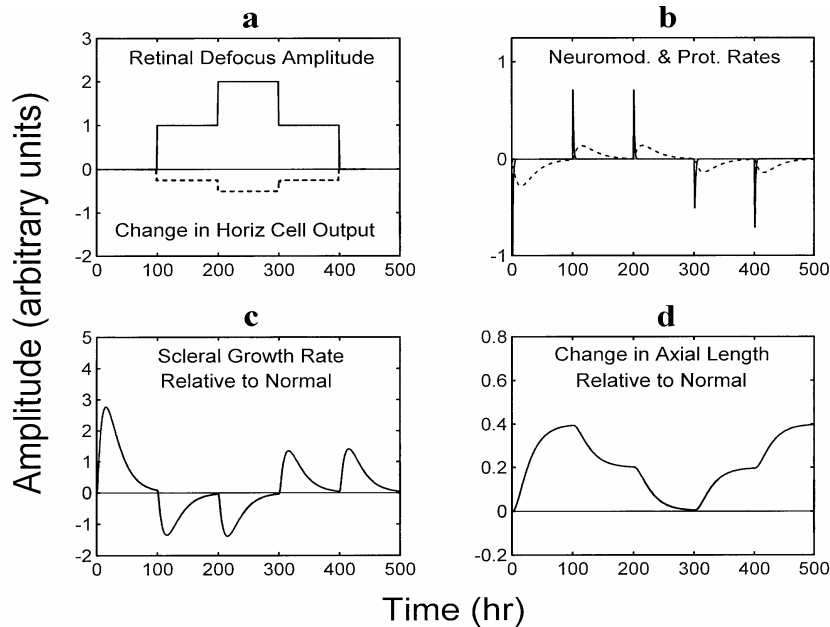 a
3
2
1
0
-1
-2
Retinal Defocus Amplitude
Change in Horiz Cell Output
0 100 200 300 400 500
b
1
0
-1
Neuromod. & Prot. Rates
0 100 200 300 400 500
c
5
4
3
2
1
0
-1
-2
Scleral Growth Rate
Relative to Normal
0 100 200 300 400 500
d
0.8
0.6
0.4
0.2
0
-0.2
Change in Axial Length
Relative to Normal
0 100 200 300 400 500
Amplitude (arbitrary units)
Time (hr)